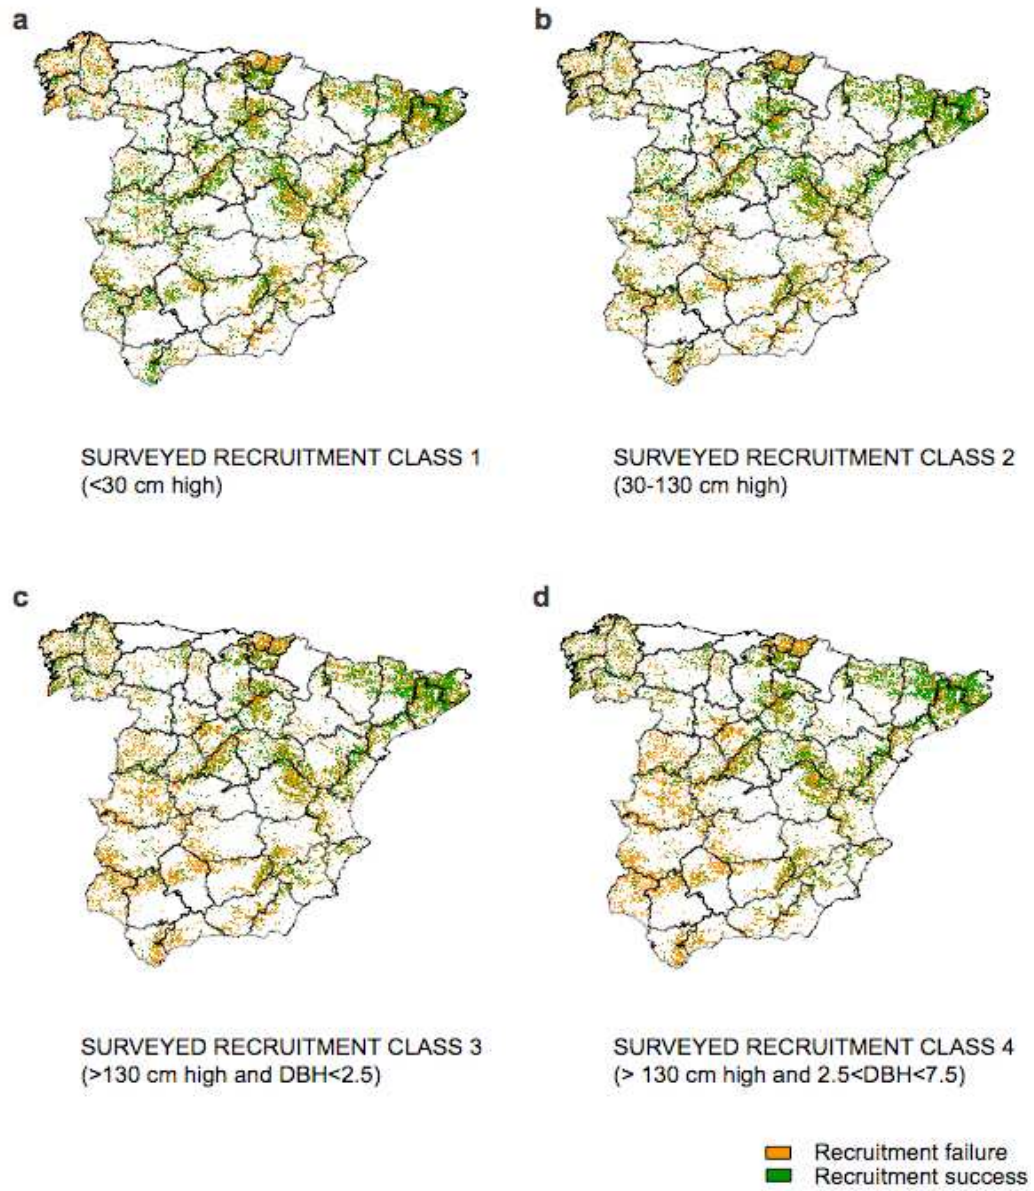 a
b
SURVEYED RECRUITMENT CLASS 1
(<30 cm high)
SURVEYED RECRUITMENT CLASS 2
(30-130 cm high)
c
d
SURVEYED RECRUITMENT CLASS 3
(>130 cm high and DBH<2.5)
SURVEYED RECRUITMENT CLASS 4
(> 130 cm high and 2.5<DBH<7.5)
Recruitment failure
Recruitment success